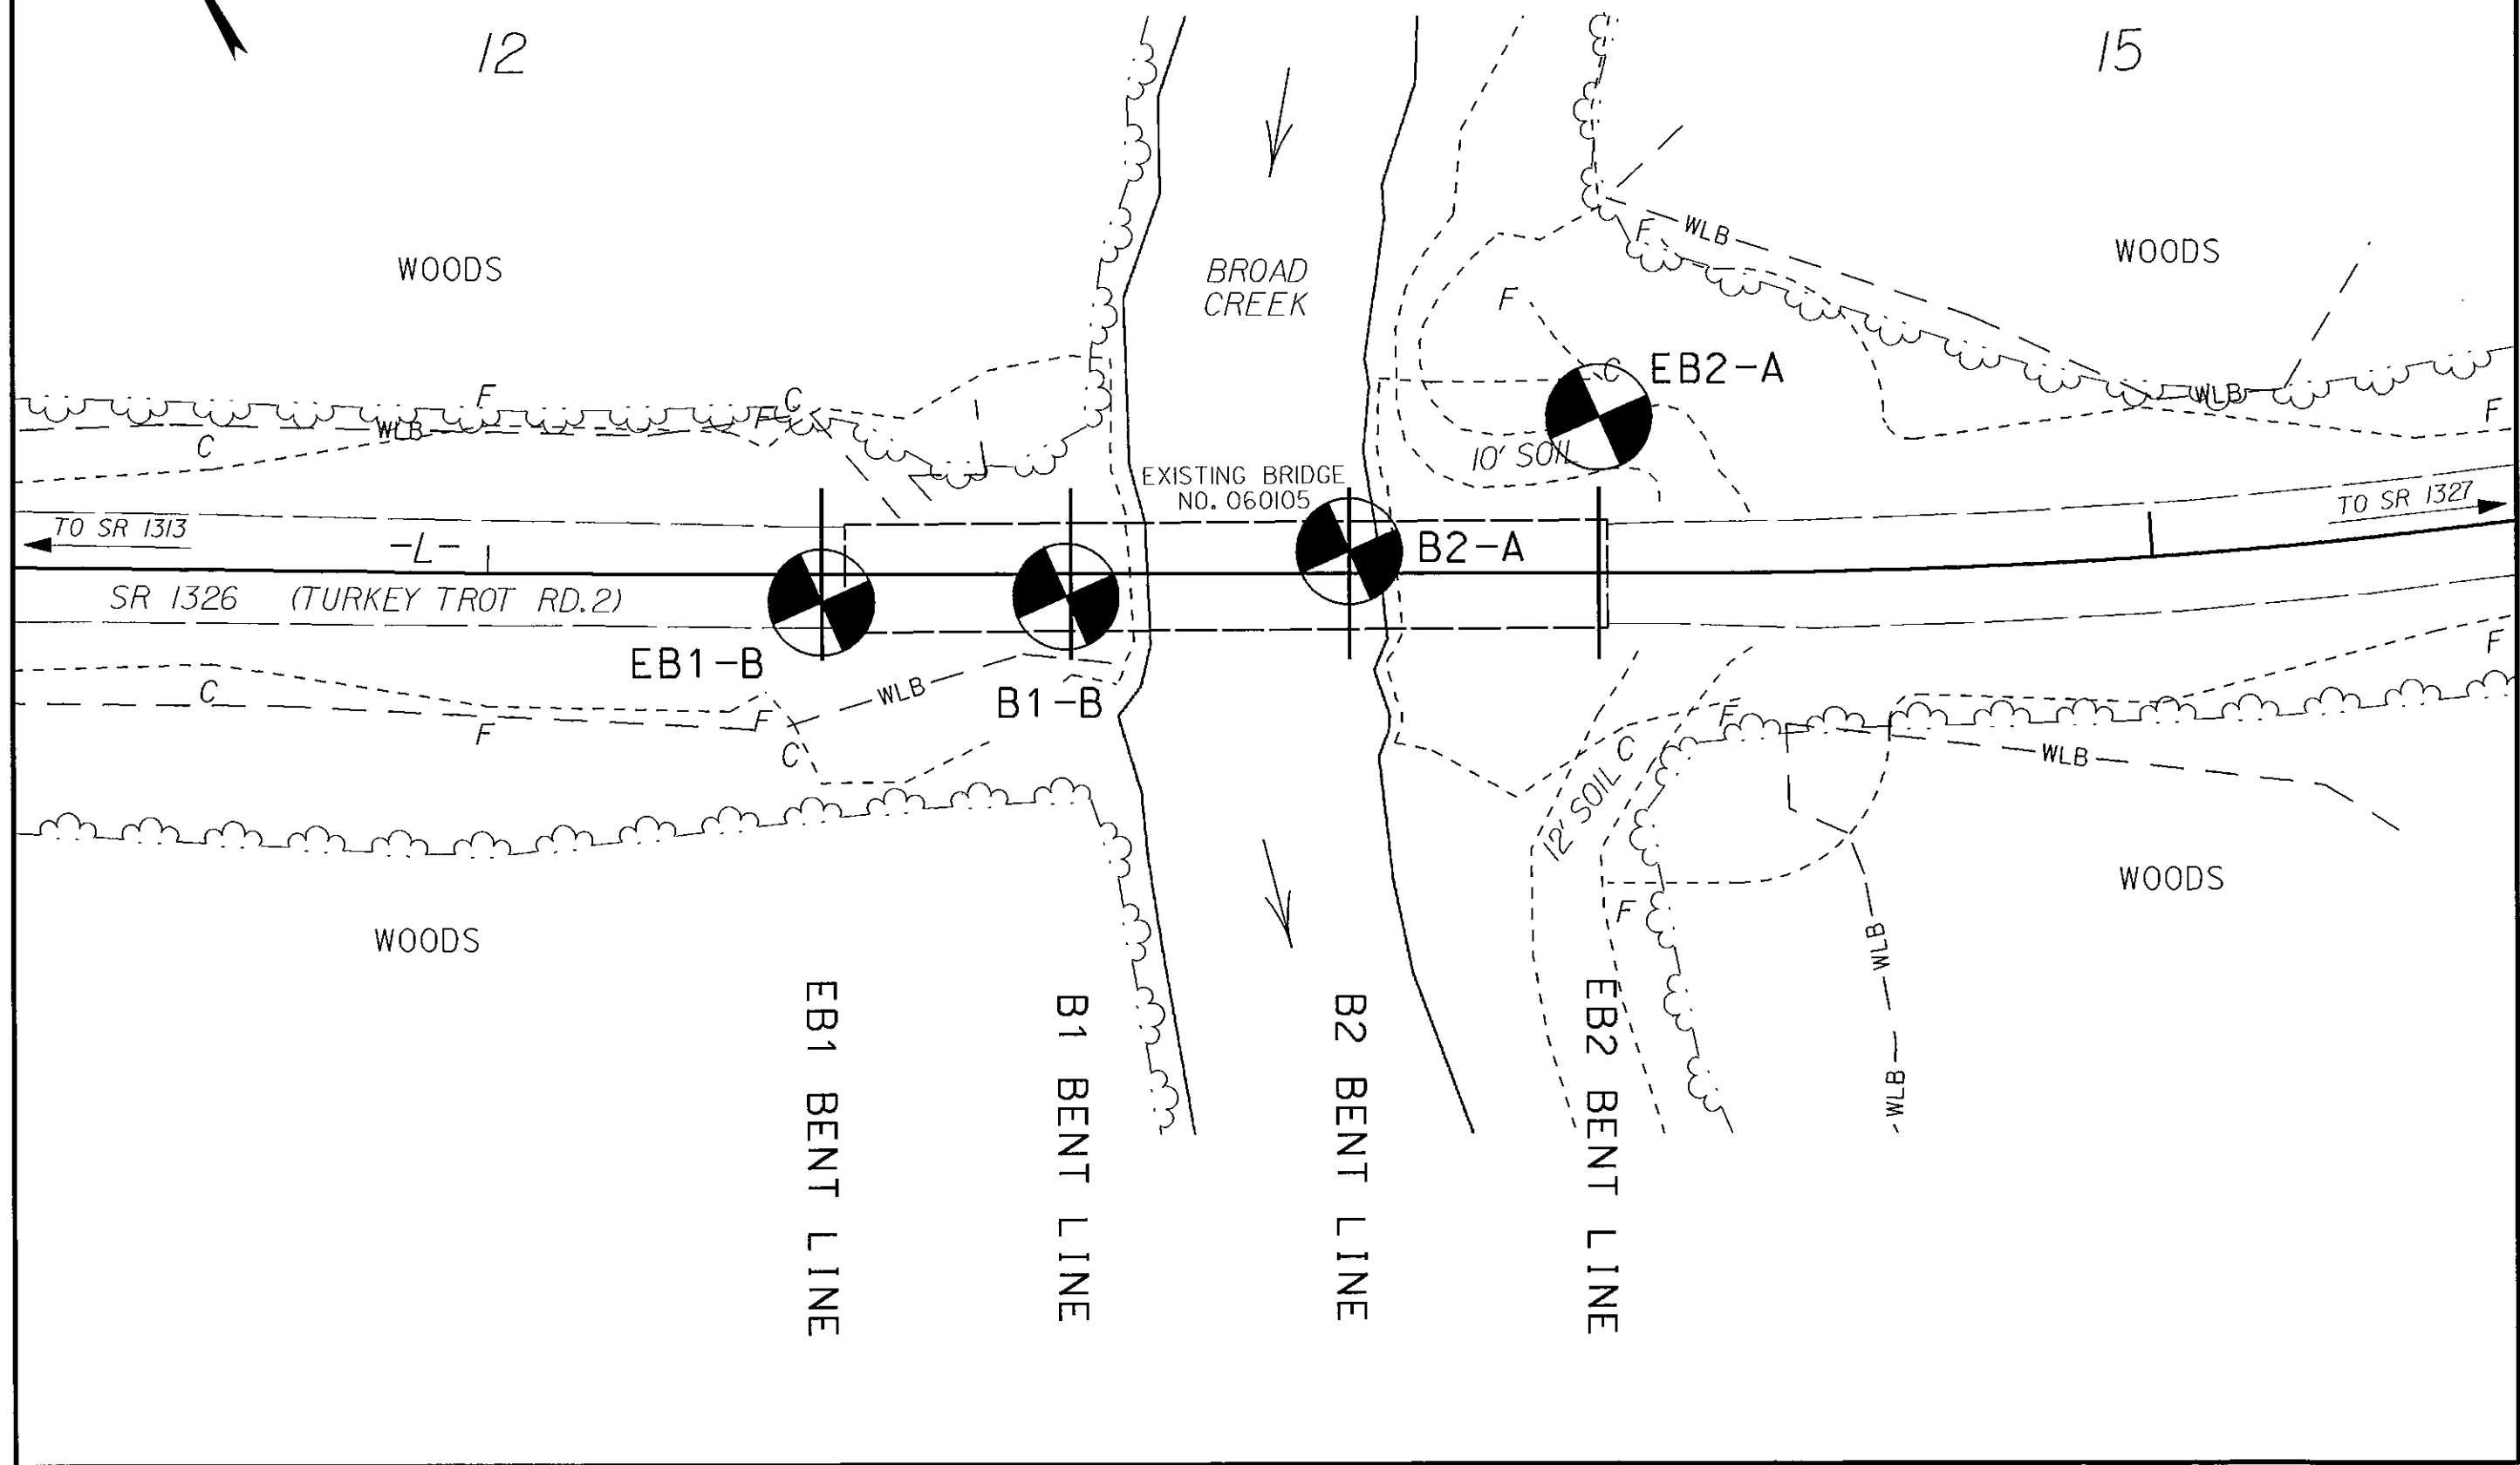 12
15
WOODS
WOODS
BROAD
CREEK
WLB
F
F
EB2-A
C
F
F
C
WLB
C
WLB
F
10' SOIL
EXISTING BRIDGE
NO. 060105
TO SR 1313
TO SR 1327
-L-
B2-A
SR 1326 (TURKEY TROT RD.2)
EB1-B
B1-B
WLB
C
F
F
C
F
F
C
WLB
12' SOIL
WOODS
WOODS
F
WLB
WLB
EB1 BENT LINE
B1 BENT LINE
B2 BENT LINE
EB2 BENT LINE